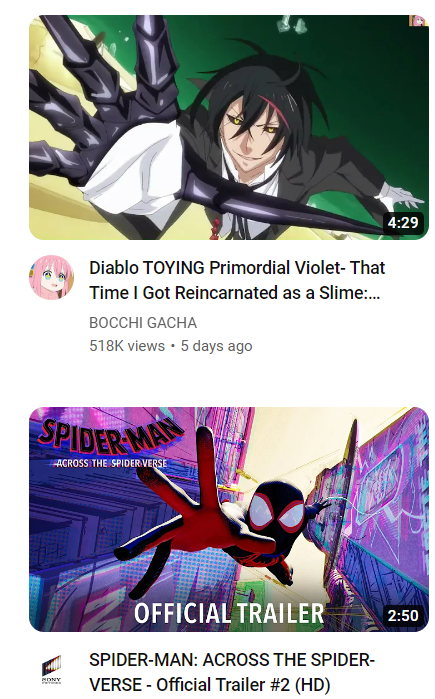 4:29
Diablo TOYING Primordial Violet- That
Time I Got Reincarnated as a Slime:...
BOCCHI GACHA
518K views • 5 days ago
SPIDER-MAN
ACROSS THE SPIDER-VERSE
OFFICIAL TRAILER
2:50
SONY
SPIDER-MAN: ACROSS THE SPIDER-
VERSE - Official Trailer #2 (HD)